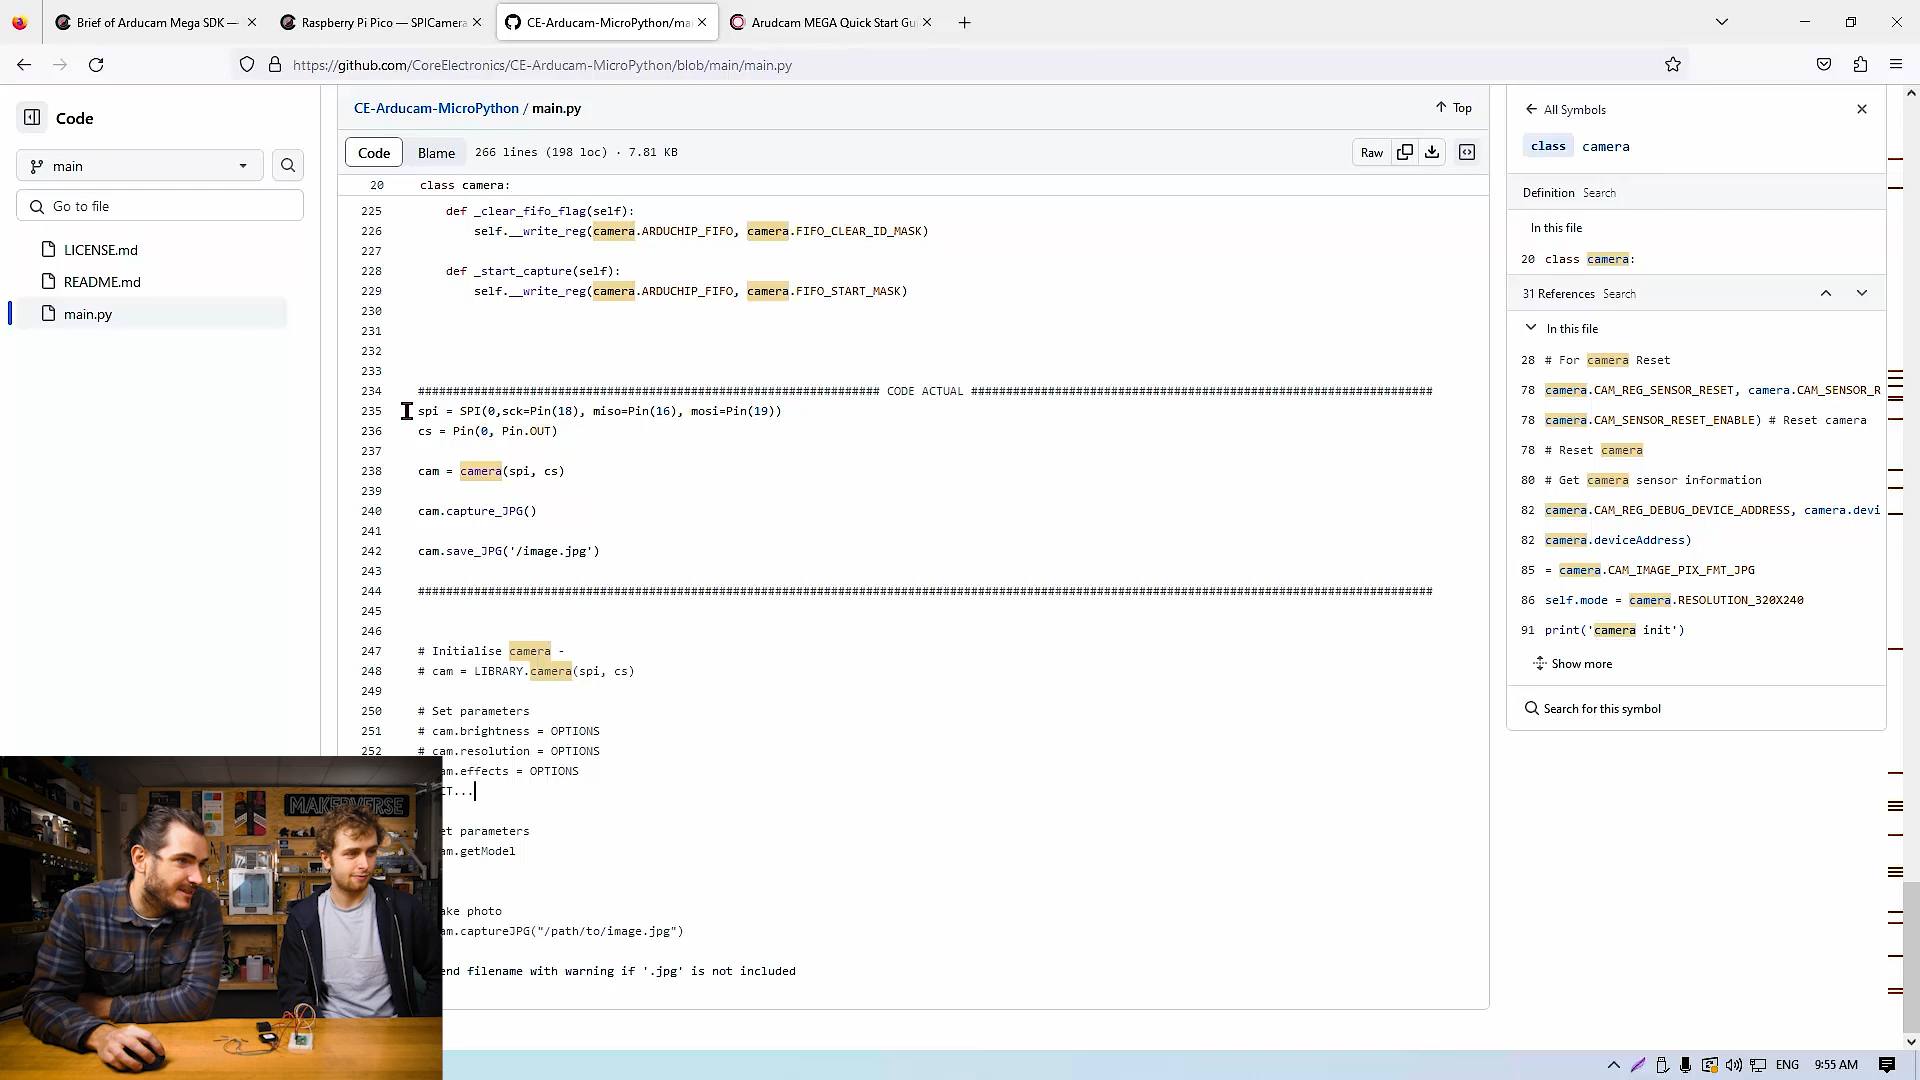 Brief of Arducam Mega SDK —
Raspberry Pi Pico — SPICamera
CE-Arducam-MicroPython/ma
Arudcam MEGA Quick Start Gu
https://github.com/CoreElectronics/CE-Arducam-MicroPython/blob/main/main.py
Code
main
Go to file
LICENSE.md
README.md
main.py
CE-Arducam-MicroPython / main.py
Top
Code
Blame
266 lines (198 loc) · 7.81 KB
Raw
20 class camera:
225 def _clear_fifo_flag(self):
226 self.__write_reg(camera.ARDUCHIP_FIFO, camera.FIFO_CLEAR_ID_MASK)
227
228 def _start_capture(self):
229 self.__write_reg(camera.ARDUCHIP_FIFO, camera.FIFO_START_MASK)
230
231
232
233
234 ################################################################## CODE ACTUAL ##################################################################
235 spi = SPI(0,sck=Pin(18), miso=Pin(16), mosi=Pin(19))
236 cs = Pin(0, Pin.OUT)
237
238 cam = camera(spi, cs)
239
240 cam.capture_JPG()
241
242 cam.save_JPG('/image.jpg')
243
244 #################################################################################################################################################
245
246
247 # Initialise camera -
248 # cam = LIBRARY.camera(spi, cs)
249
250 # Set parameters
251 # cam.brightness = OPTIONS
252 # cam.resolution = OPTIONS
am.effects = OPTIONS
CT...
et parameters
am.getModel
ake photo
am.captureJPG("/path/to/image.jpg")
end filename with warning if '.jpg' is not included
All Symbols
class camera
Definition Search
In this file
20 class camera:
31 References Search
In this file
28 # For camera Reset
78 camera.CAM_REG_SENSOR_RESET, camera.CAM_SENSOR_R
78 camera.CAM_SENSOR_RESET_ENABLE) # Reset camera
78 # Reset camera
80 # Get camera sensor information
82 camera.CAM_REG_DEBUG_DEVICE_ADDRESS, camera.devi
82 camera.deviceAddress)
85 = camera.CAM_IMAGE_PIX_FMT_JPG
86 self.mode = camera.RESOLUTION_320X240
91 print('camera init')
Show more
Search for this symbol
MAKERVERSE
ENG
9:55 AM